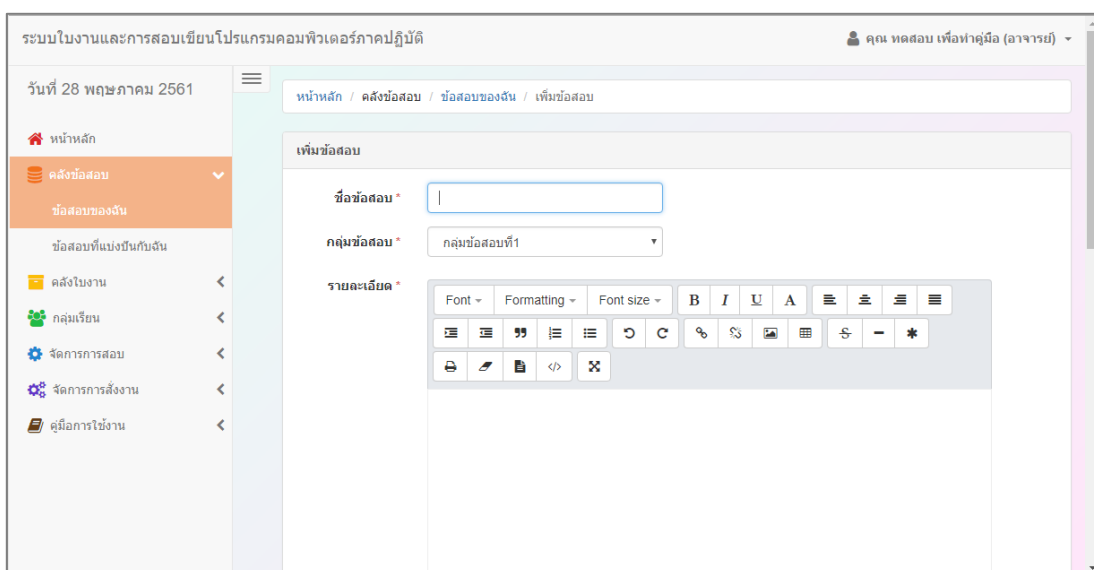 ระบบใบงานและการสอบเขียนโปรแกรมคอมพิวเตอร์ภาคปฏิบัติ
คุณ ทดสอบ เพื่อทำคู่มือ (อาจารย์)
วันที่ 28 พฤษภาคม 2561
หน้าหลัก / คลังข้อสอบ / ข้อสอบของฉัน / เพิ่มข้อสอบ
หน้าหลัก
คลังข้อสอบ
ข้อสอบของฉัน
ข้อสอบที่แบ่งปันกับฉัน
คลังใบงาน
กลุ่มเรียน
จัดการการสอบ
จัดการการสั่งงาน
คู่มือการใช้งาน
เพิ่มข้อสอบ
ชื่อข้อสอบ *
กลุ่มข้อสอบ * กลุ่มข้อสอบที่1
รายละเอียด *
Font Formatting Font size B I U A
S